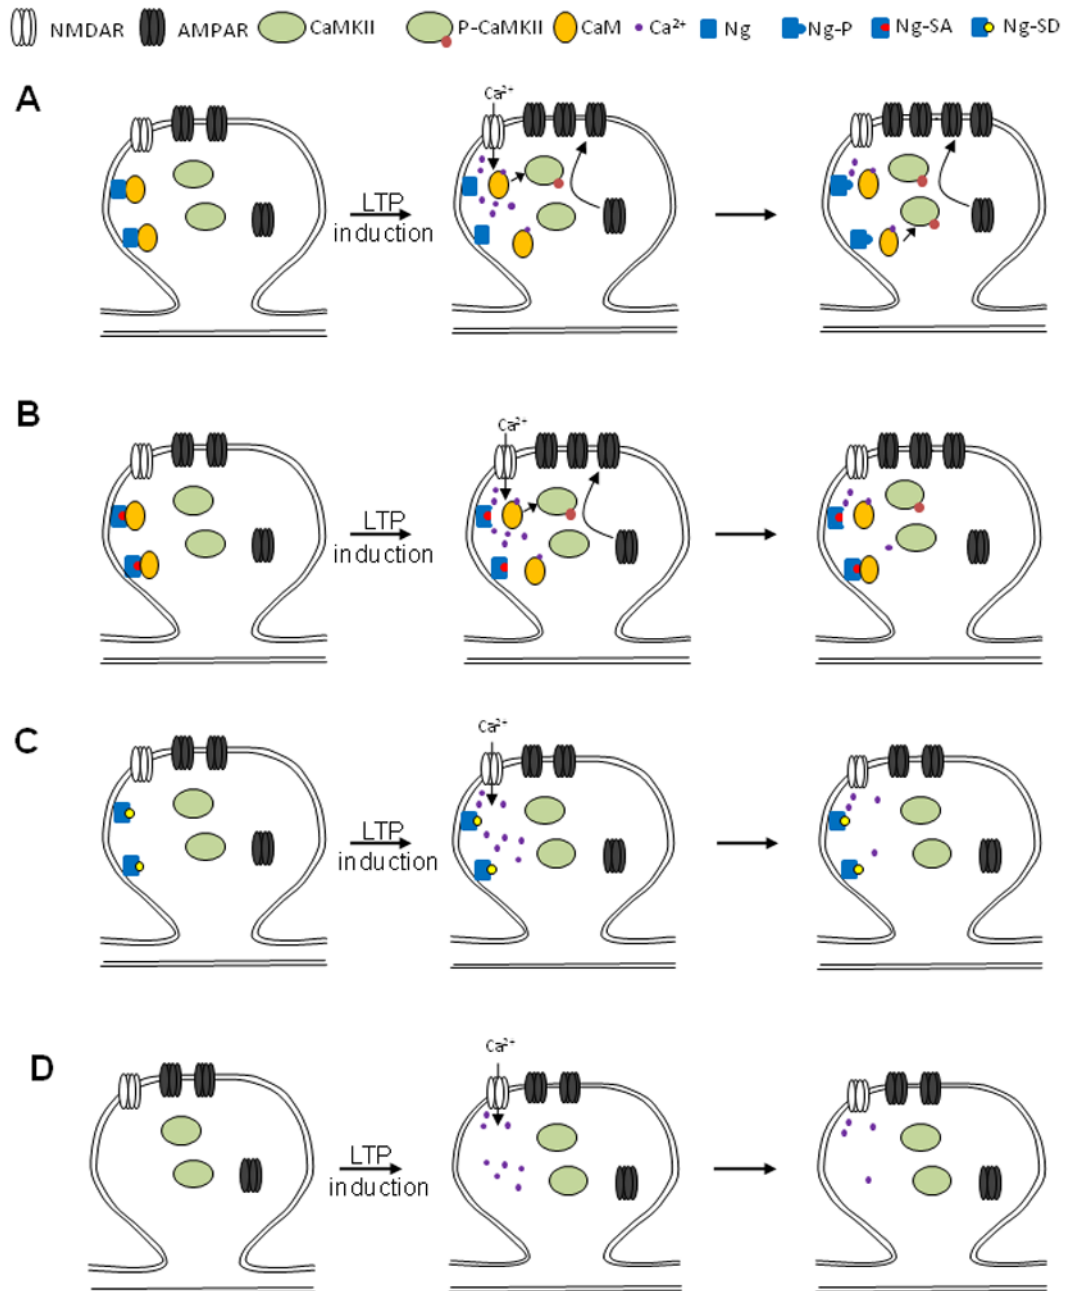 NMDAR AMPAR CaMKII P-CaMKII CaM Ca²⁺ Ng Ng-P Ng-SA Ng-SD
A
Ca²⁺
LTP
induction
B
Ca²⁺
LTP
induction
C
Ca²⁺
LTP
induction
D
Ca²⁺
LTP
induction